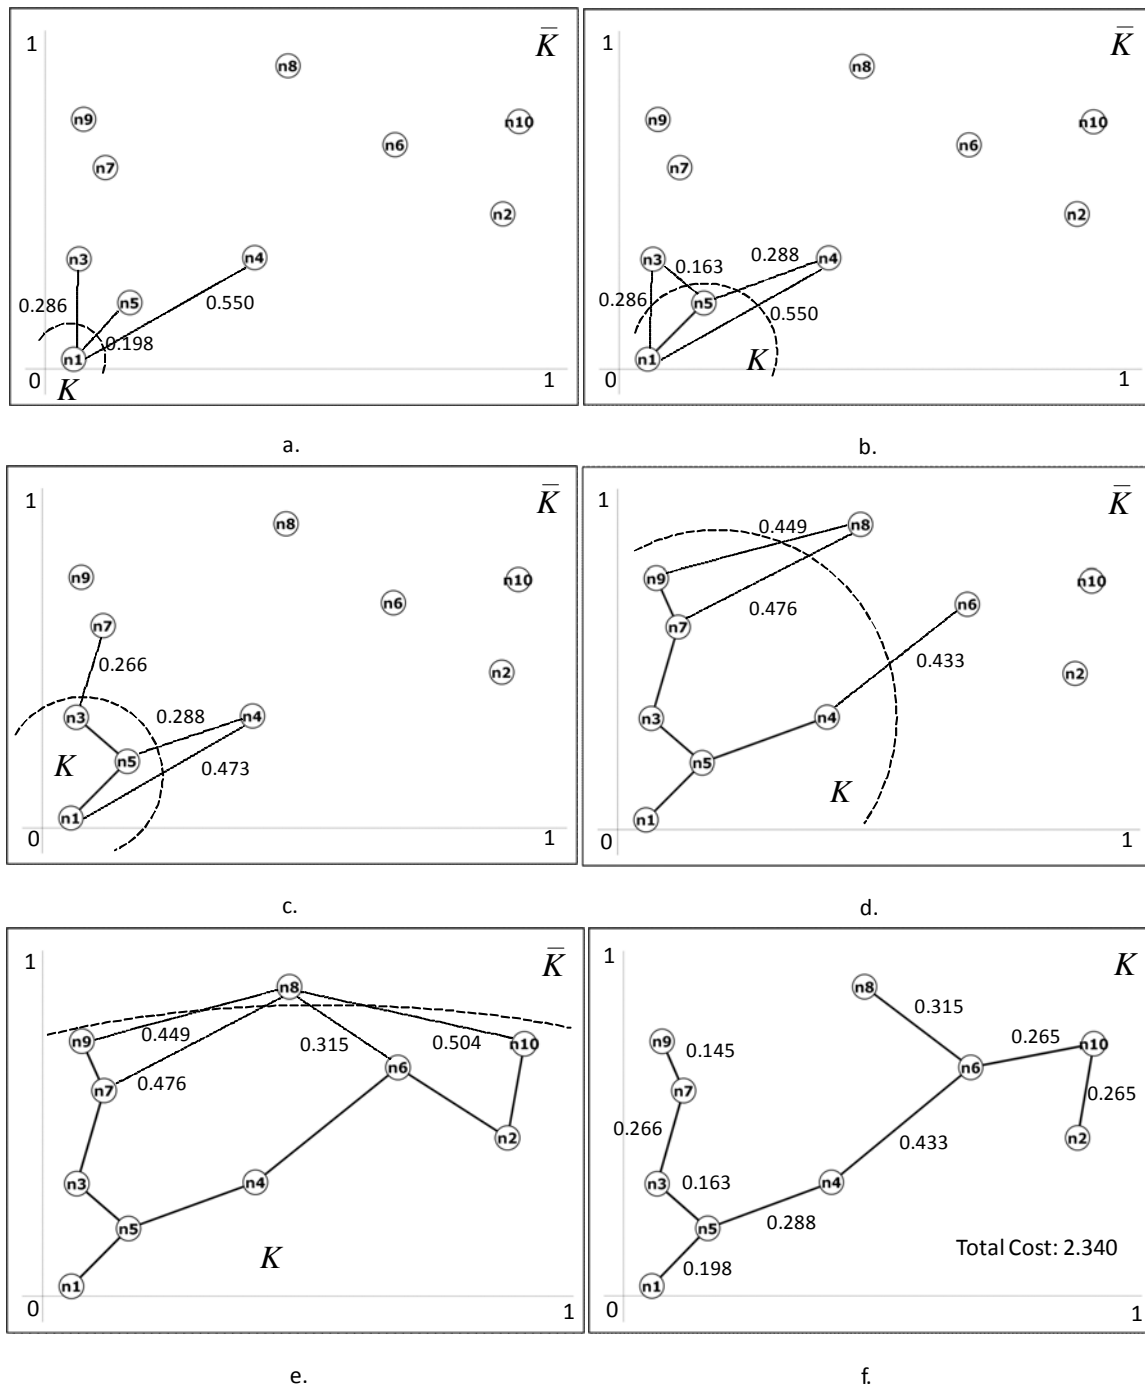 1
K̅
n8
n9
n10
n6
n7
n2
n3
n4
0.286
n5
0.550
0.198
n1
0
K
1
a.
1
K̅
n8
n9
n10
n6
n7
n2
n3
0.288
n4
0.163
0.286
n5
0.550
n1
K
0
1
b.
1
K̅
n8
n9
n10
n6
n7
0.266
n2
n3
0.288
n4
K
n5
0.473
n1
0
1
c.
1
K̅
0.449
n8
n9
n10
0.476
n6
n7
0.433
n2
n3
n4
n5
K
n1
0
1
d.
1
K̅
n8
n9
0.449
0.315
0.504
n10
n7
0.476
n6
n2
n3
n4
n5
K
n1
0
1
e.
1
K
n8
0.315
n9
0.145
0.265
n10
n6
n7
0.265
0.266
0.433
n2
n3
0.163
n4
n5
0.288
Total Cost: 2.340
n1
0.198
0
1
f.